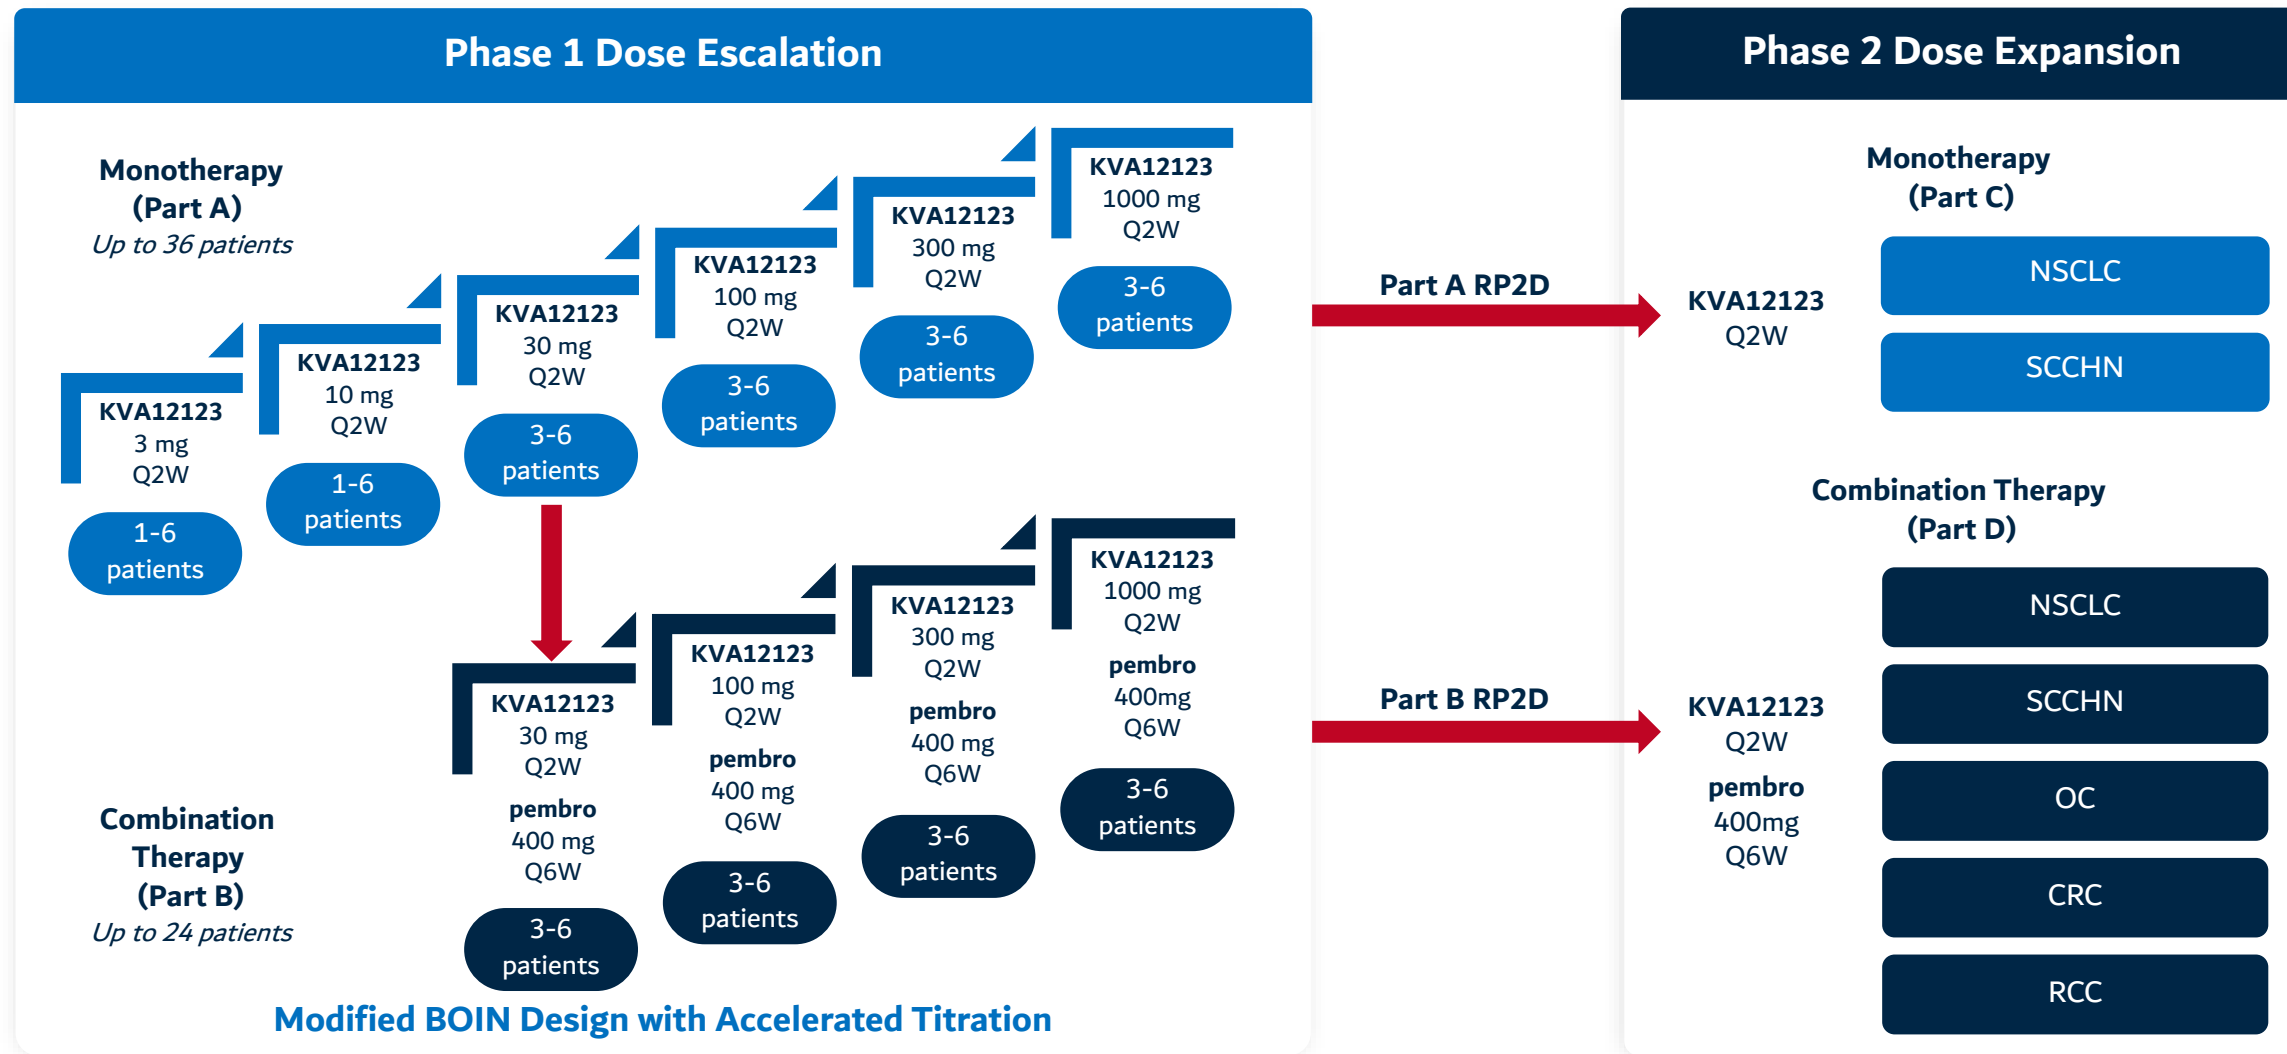 Phase 1 Dose Escalation
Monotherapy
(Part A)
Up to 36 patients
KVA12123
3 mg
Q2W
1-6
patients
KVA12123
10 mg
Q2W
1-6
patients
KVA12123
30 mg
Q2W
3-6
patients
KVA12123
100 mg
Q2W
3-6
patients
KVA12123
300 mg
Q2W
3-6
patients
KVA12123
1000 mg
Q2W
3-6
patients
Combination
Therapy
(Part B)
Up to 24 patients
KVA12123
30 mg
Q2W
pembro
400 mg
Q6W
3-6
patients
KVA12123
100 mg
Q2W
pembro
400 mg
Q6W
3-6
patients
KVA12123
300 mg
Q2W
pembro
400 mg
Q6W
3-6
patients
KVA12123
1000 mg
Q2W
pembro
400mg
Q6W
3-6
patients
Modified BOIN Design with Accelerated Titration
Part A RP2D
Part B RP2D
Phase 2 Dose Expansion
Monotherapy
(Part C)
KVA12123
Q2W
NSCLC
SCCHN
Combination Therapy
(Part D)
KVA12123
Q2W
pembro
400mg
Q6W
NSCLC
SCCHN
OC
CRC
RCC